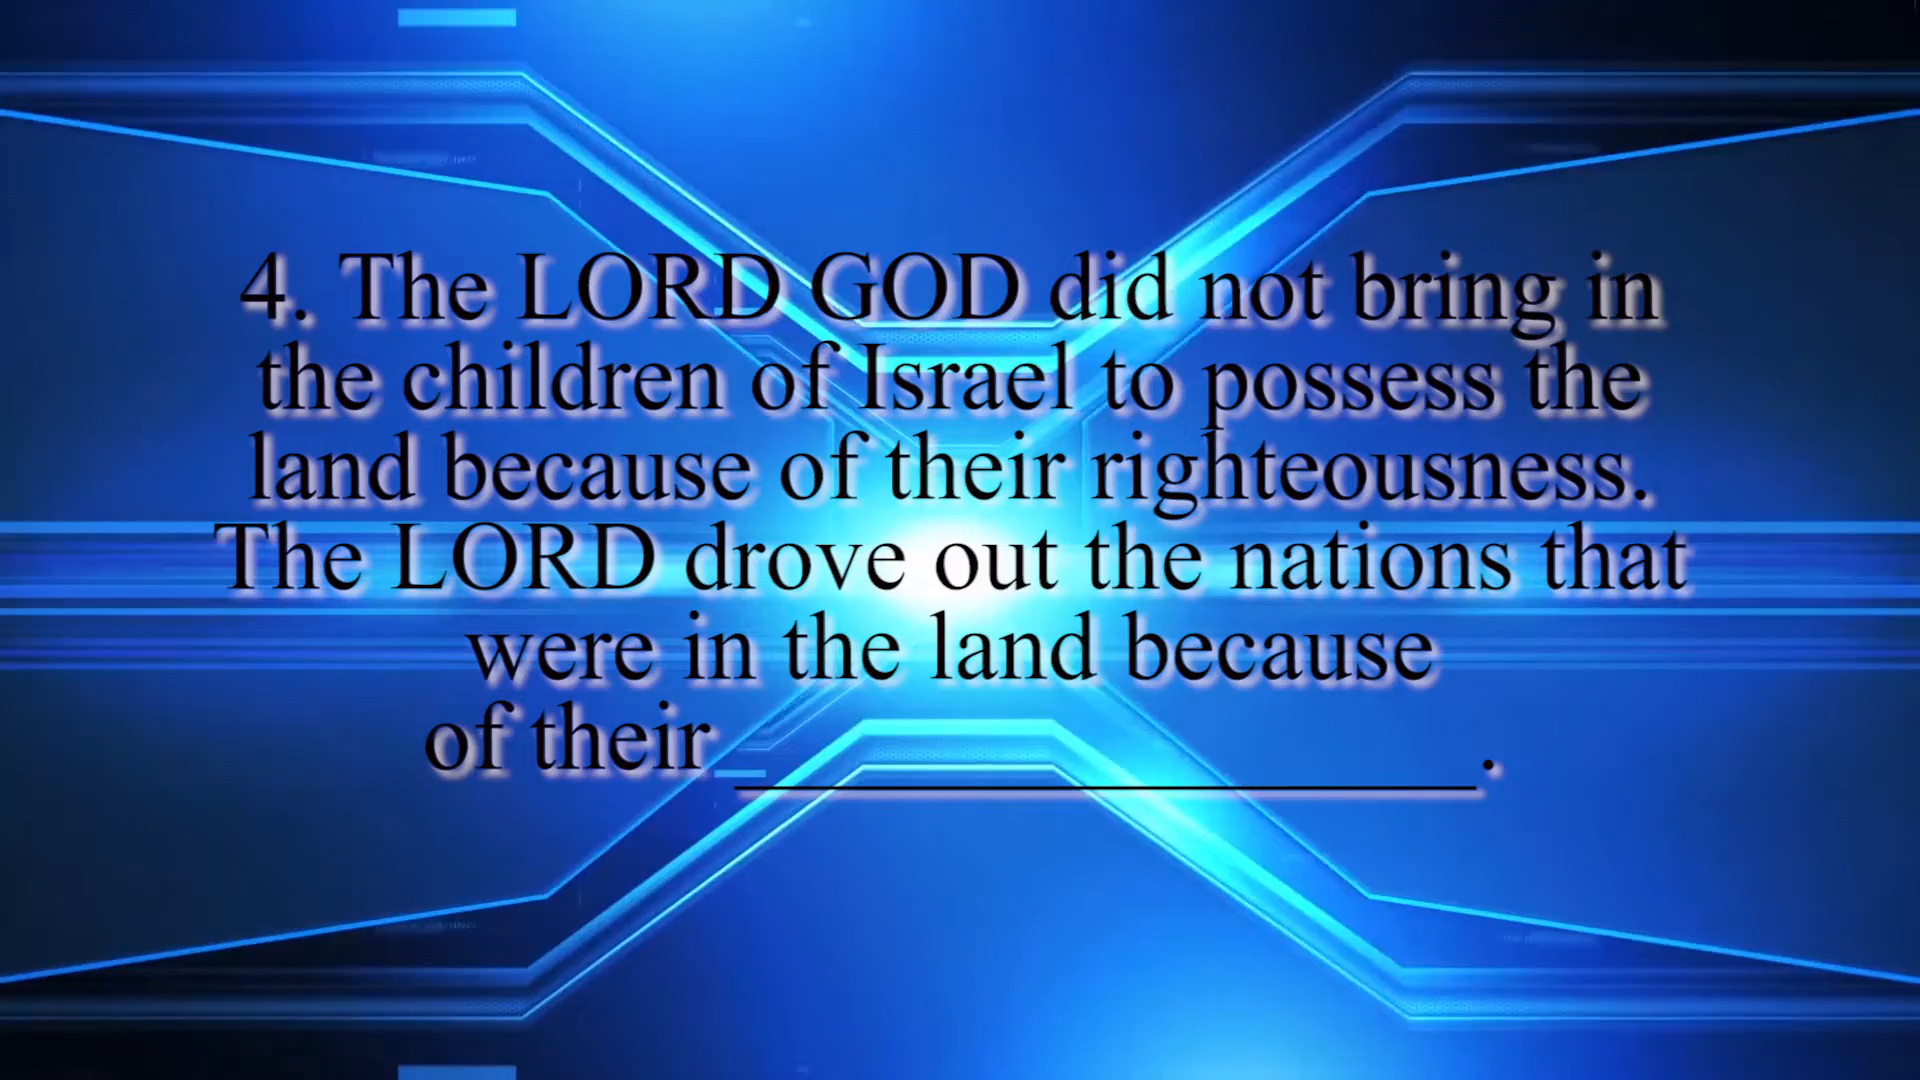 4. The LORD GOD did not bring in
the children of Israel to possess the
land because of their righteousness.
The LORD drove out the nations that
were in the land because
of their ____________________.